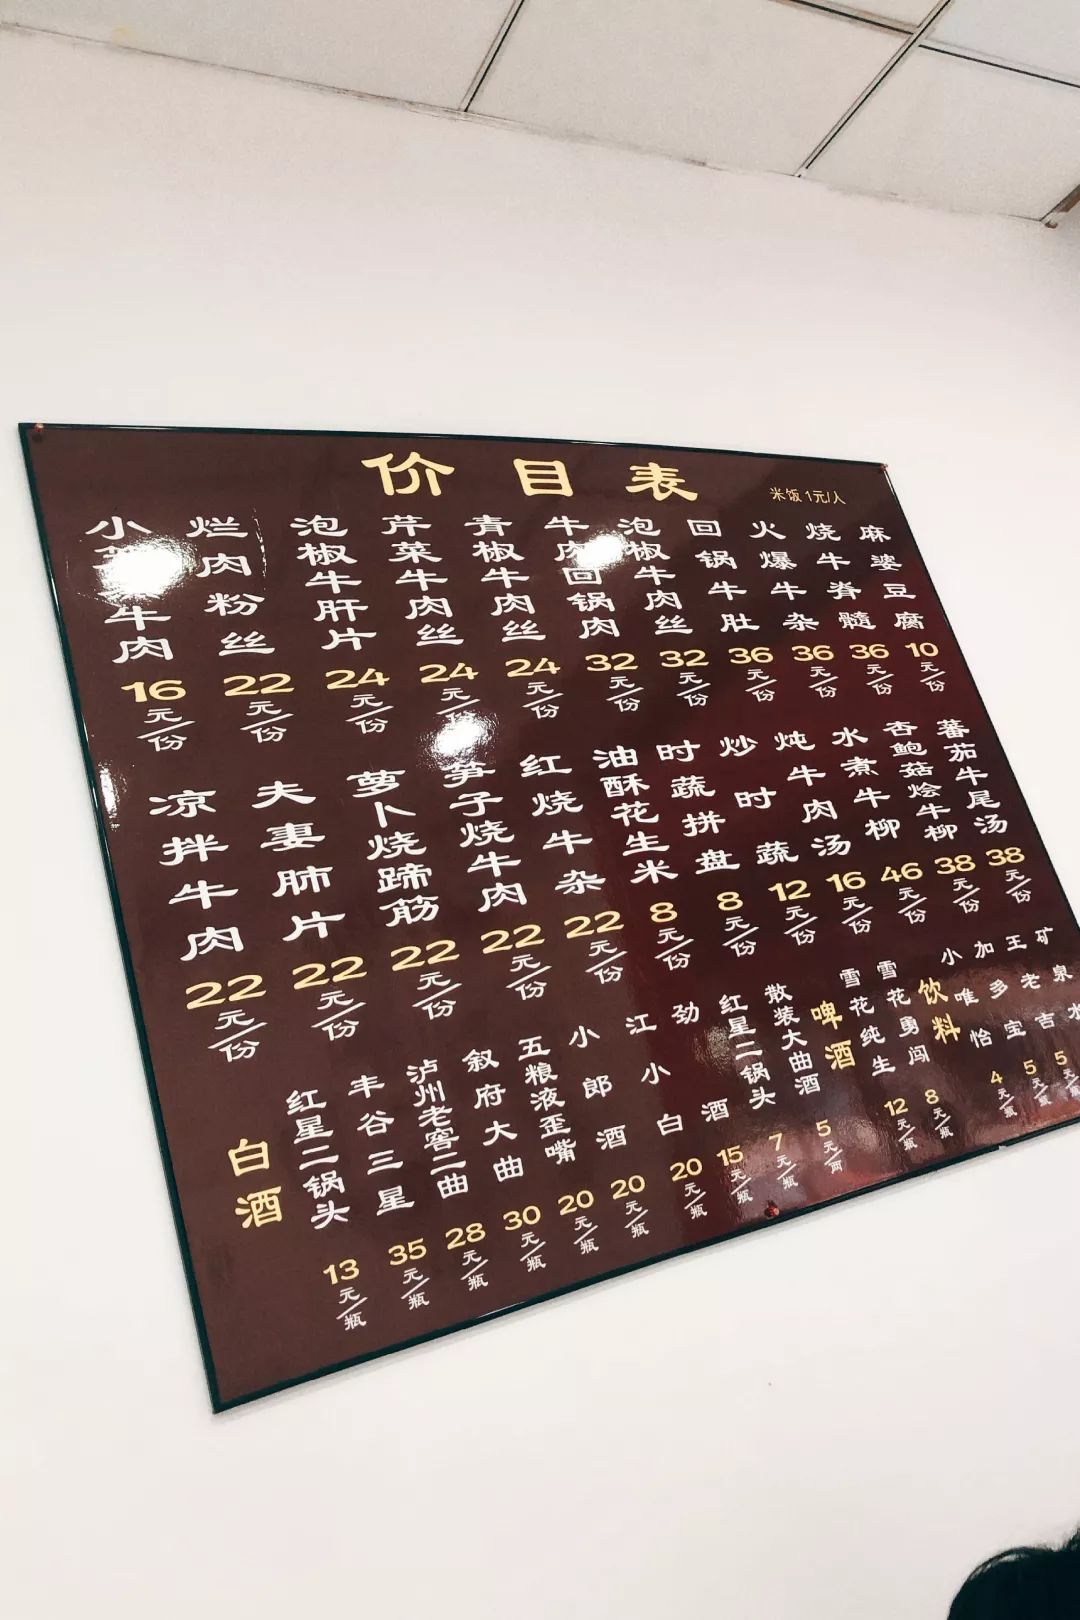 价目表
米饭 1元/人
小笼牛肉
16元/份
烂肉粉丝
22元/份
泡椒牛肝片
24元/份
芹菜牛肉丝
24元/份
青椒牛肉丝
24元/份
牛肉回锅肉
32元/份
泡椒牛肉丝
32元/份
回锅牛肚
36元/份
火爆牛杂
36元/份
烧牛脊髓
36元/份
麻婆豆腐
10元/份
凉拌牛肉
22元/份
夫妻肺片
22元/份
萝卜烧蹄筋
22元/份
笋子烧牛肉
22元/份
红烧牛杂
22元/份
油酥花生米
8元/份
时蔬拼盘
8元/份
炒时蔬
12元/份
炖牛肉汤
16元/份
水煮牛柳
46元/份
杏鲍菇烩牛柳
38元/份
蕃茄牛尾汤
38元/份
白酒
红星二锅头
13元/瓶
丰谷三星
35元/瓶
泸州老窖二曲
28元/瓶
叙府大曲
30元/瓶
五粮液歪嘴
20元/瓶
小郎酒
20元/瓶
江小白
20元/瓶
劲酒
15元/瓶
红星二锅头
7元/瓶
散装大曲酒
5元/两
啤酒
雪花纯生
12元/瓶
雪花勇闯
8元/瓶
饮料
小唯怡
4元/瓶
加多宝
5元/瓶
王老吉
5元/瓶
矿泉水